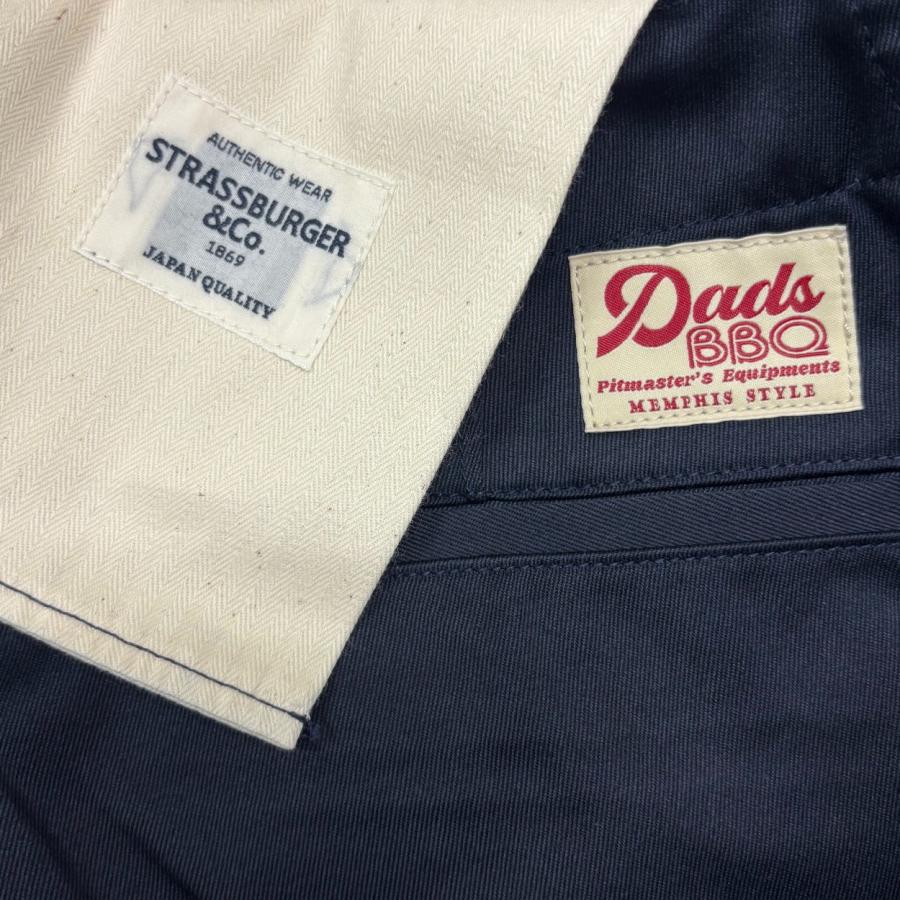 AUTHENTIC WEAR
STRASSBURGER
&Co.
1869
JAPAN QUALITY
Dads
BBQ
Pitmaster's Equipments
MEMPHIS STYLE